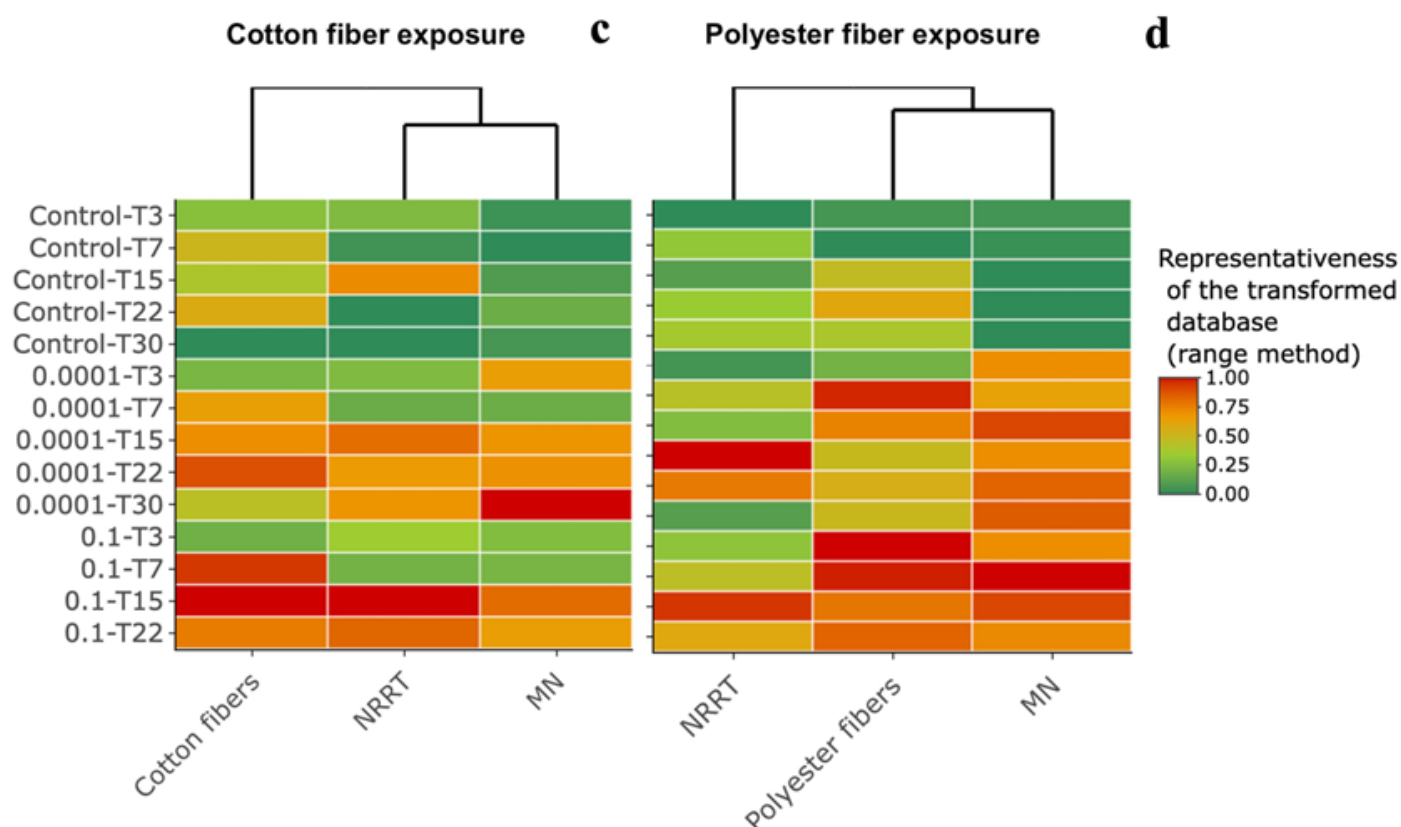 Cotton fiber exposure
c
Polyester fiber exposure
d
Control-T3
Control-T7
Control-T15
Control-T22
Control-T30
0.0001-T3
0.0001-T7
0.0001-T15
0.0001-T22
0.0001-T30
0.1-T3
0.1-T7
0.1-T15
0.1-T22
Cotton fibers
NRRT
MN
NRRT
Polyester fibers
MN
Representativeness
of the transformed
database
(range method)
1.00
0.75
0.50
0.25
0.00